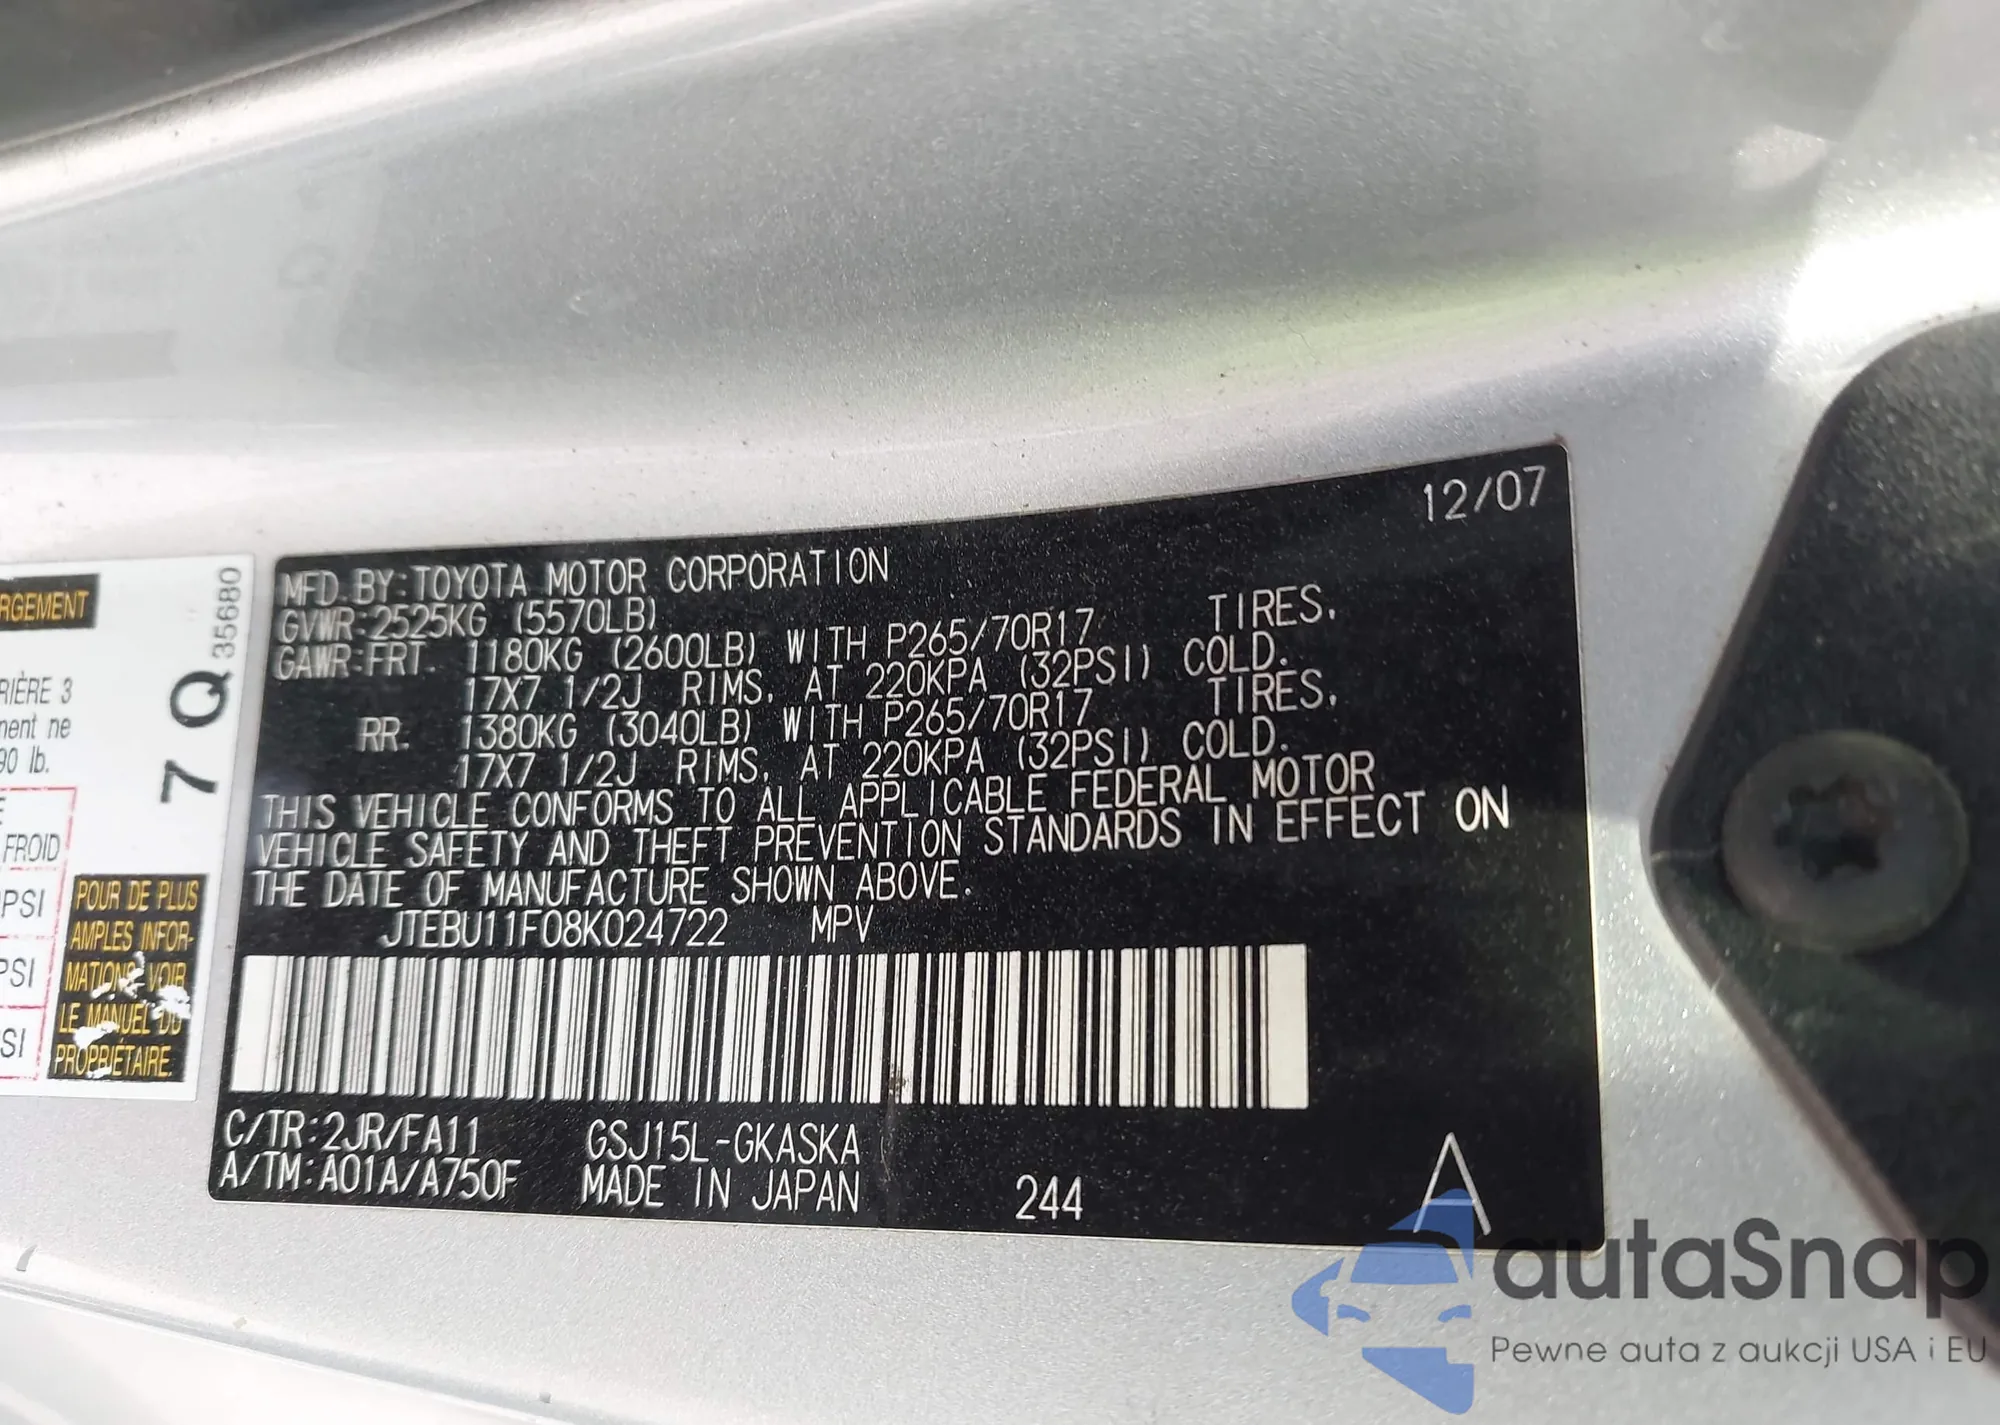 12/07
MFD. BY: TOYOTA MOTOR CORPORATION
GVWR: 2525KG (5570LB)
GAWR: FRT. 1180KG (2600LB) WITH P265/70R17 TIRES,
17X7 1/2J RIMS, AT 220KPA (32PSI) COLD.
RR. 1380KG (3040LB) WITH P265/70R17 TIRES,
17X7 1/2J RIMS, AT 220KPA (32PSI) COLD.
THIS VEHICLE CONFORMS TO ALL APPLICABLE FEDERAL MOTOR
VEHICLE SAFETY AND THEFT PREVENTION STANDARDS IN EFFECT ON
THE DATE OF MANUFACTURE SHOWN ABOVE.
JTEBU11F08K024722 MPV
C/TR: 2JR/FA11 GSJ15L-GKASKA
A/TM: A01A/A750F MADE IN JAPAN 244 A
RGEMENT
RIÈRE 3
ment ne
90 lb.
E
FROID
PSI
PSI
SI
7 Q 35680
POUR DE PLUS
AMPLES INFOR-
MATIONS VOIR
LE MANUEL DU
PROPRIÉTAIRE.
autaSnap
Pewne auta z aukcji USA i EU